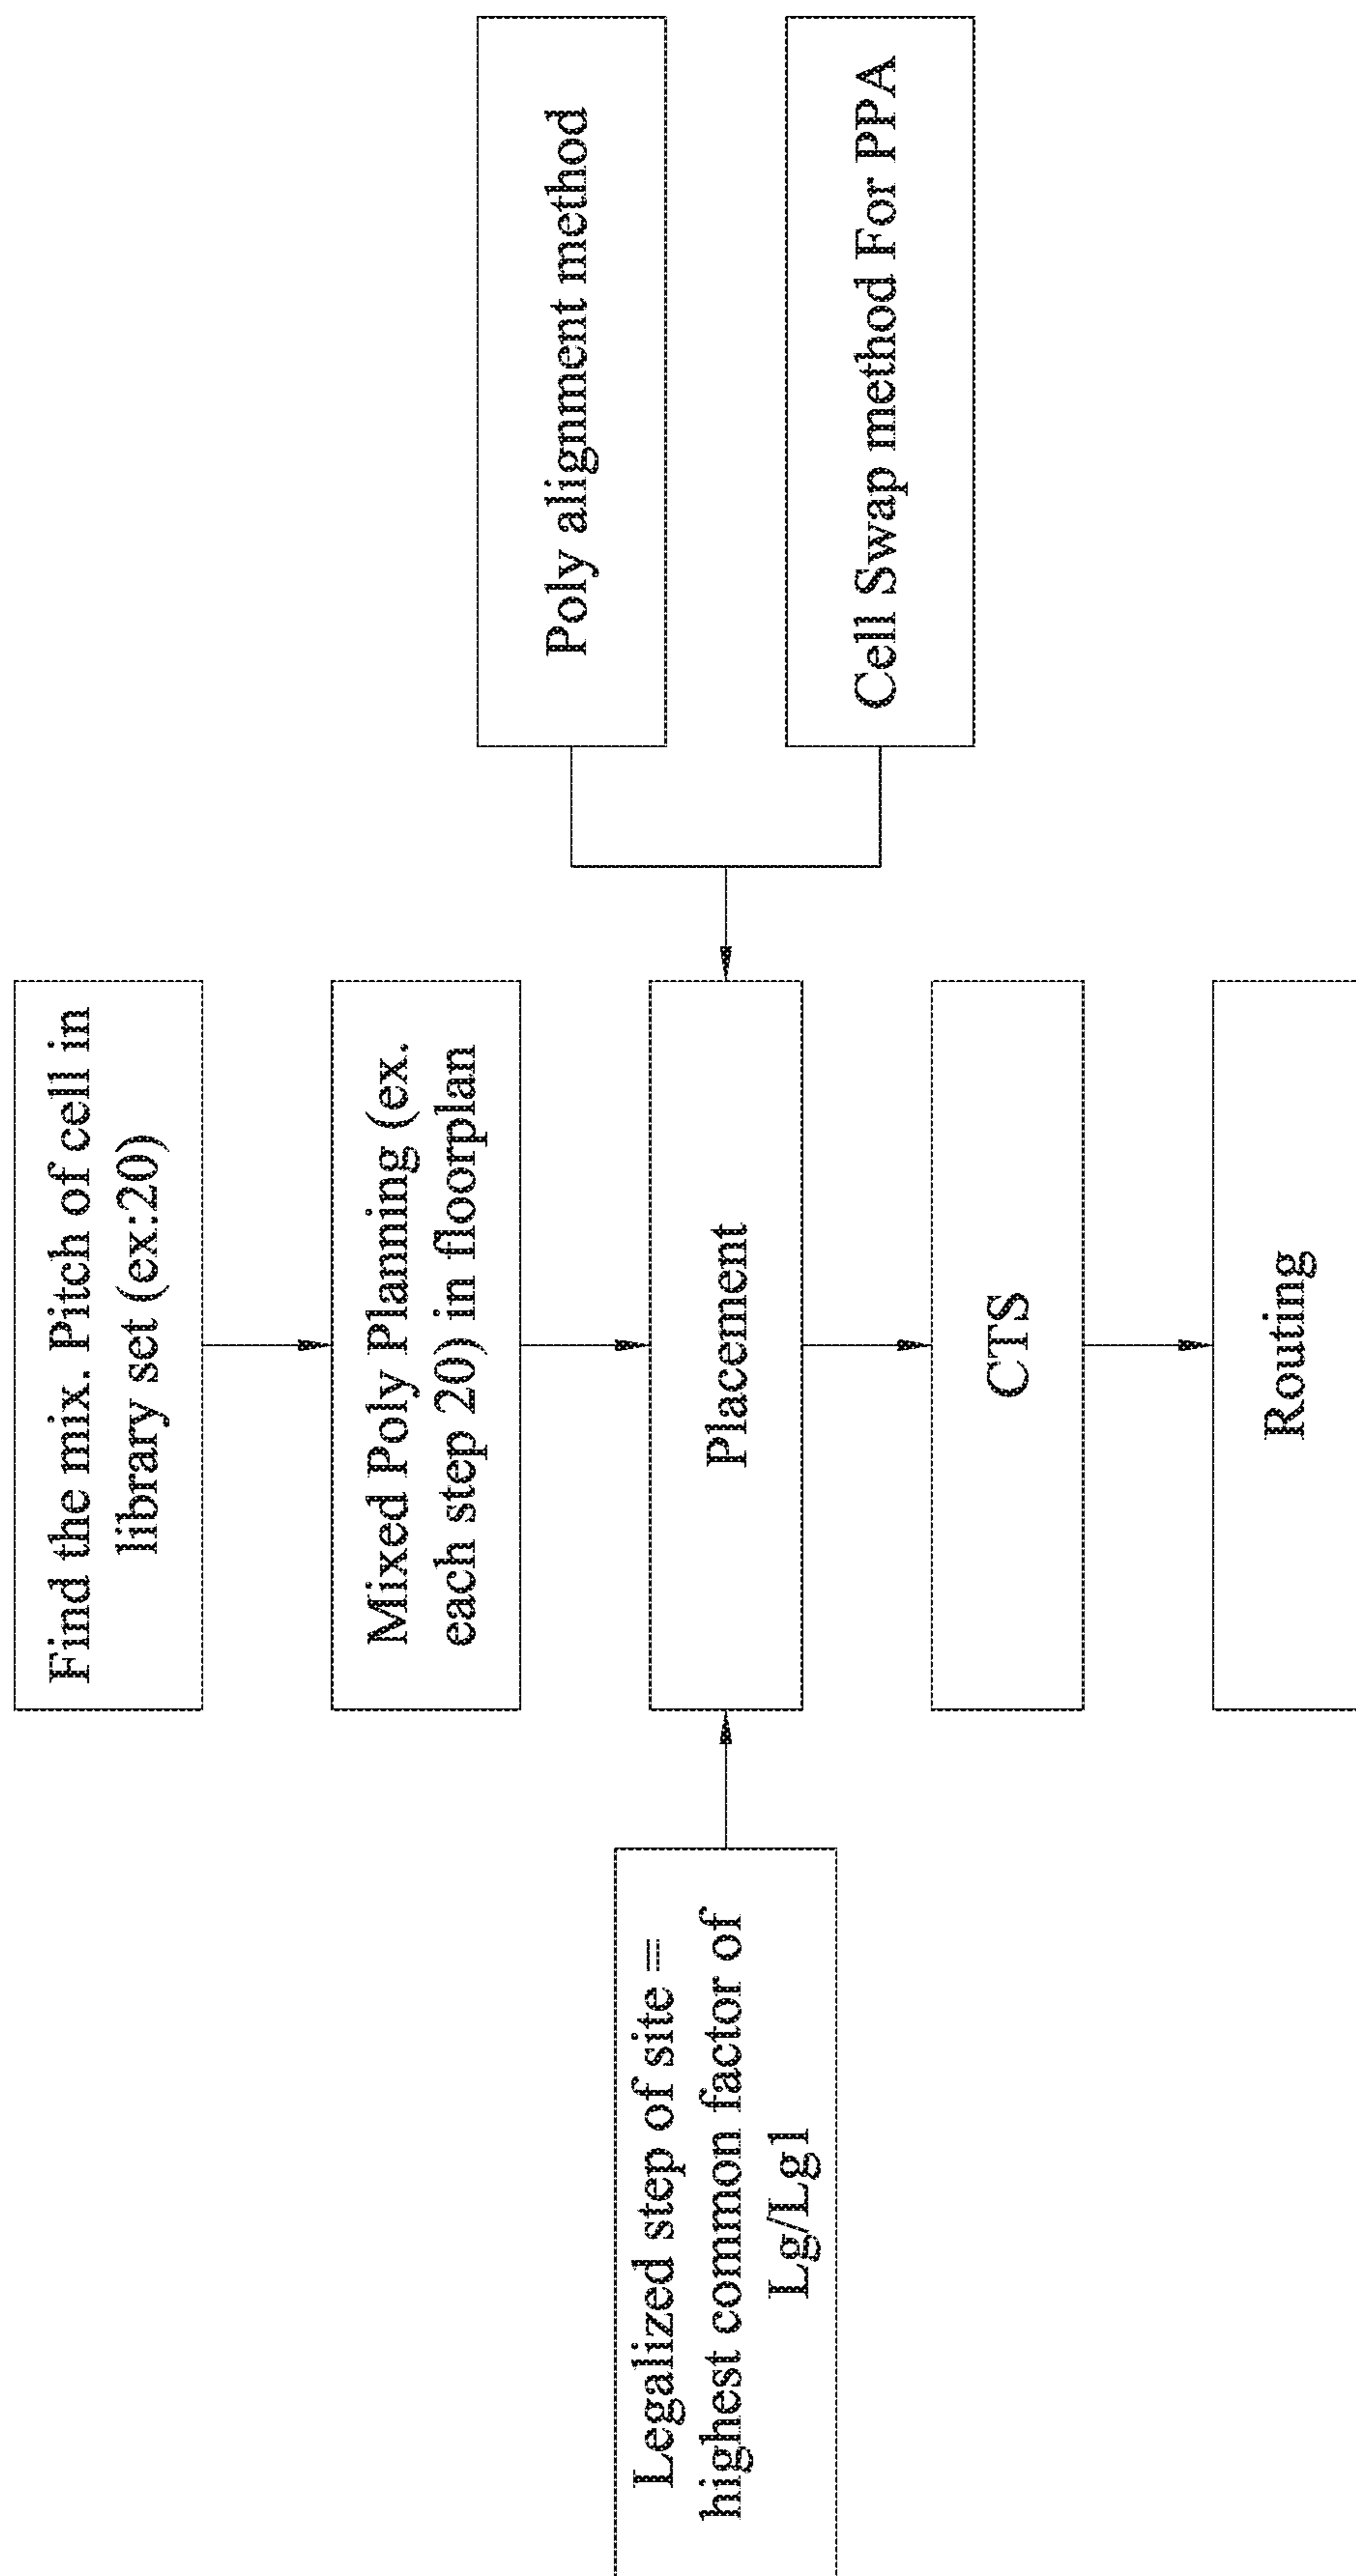 Find the mix. Pitch of cell in
library set (ex:20)
Mixed Poly Planning (ex.
each step 20) in floorplan
Legalized step of site =
highest common factor of
Lg/Lg1
Placement
Poly alignment method
Cell Swap method For PPA
CTS
Routing